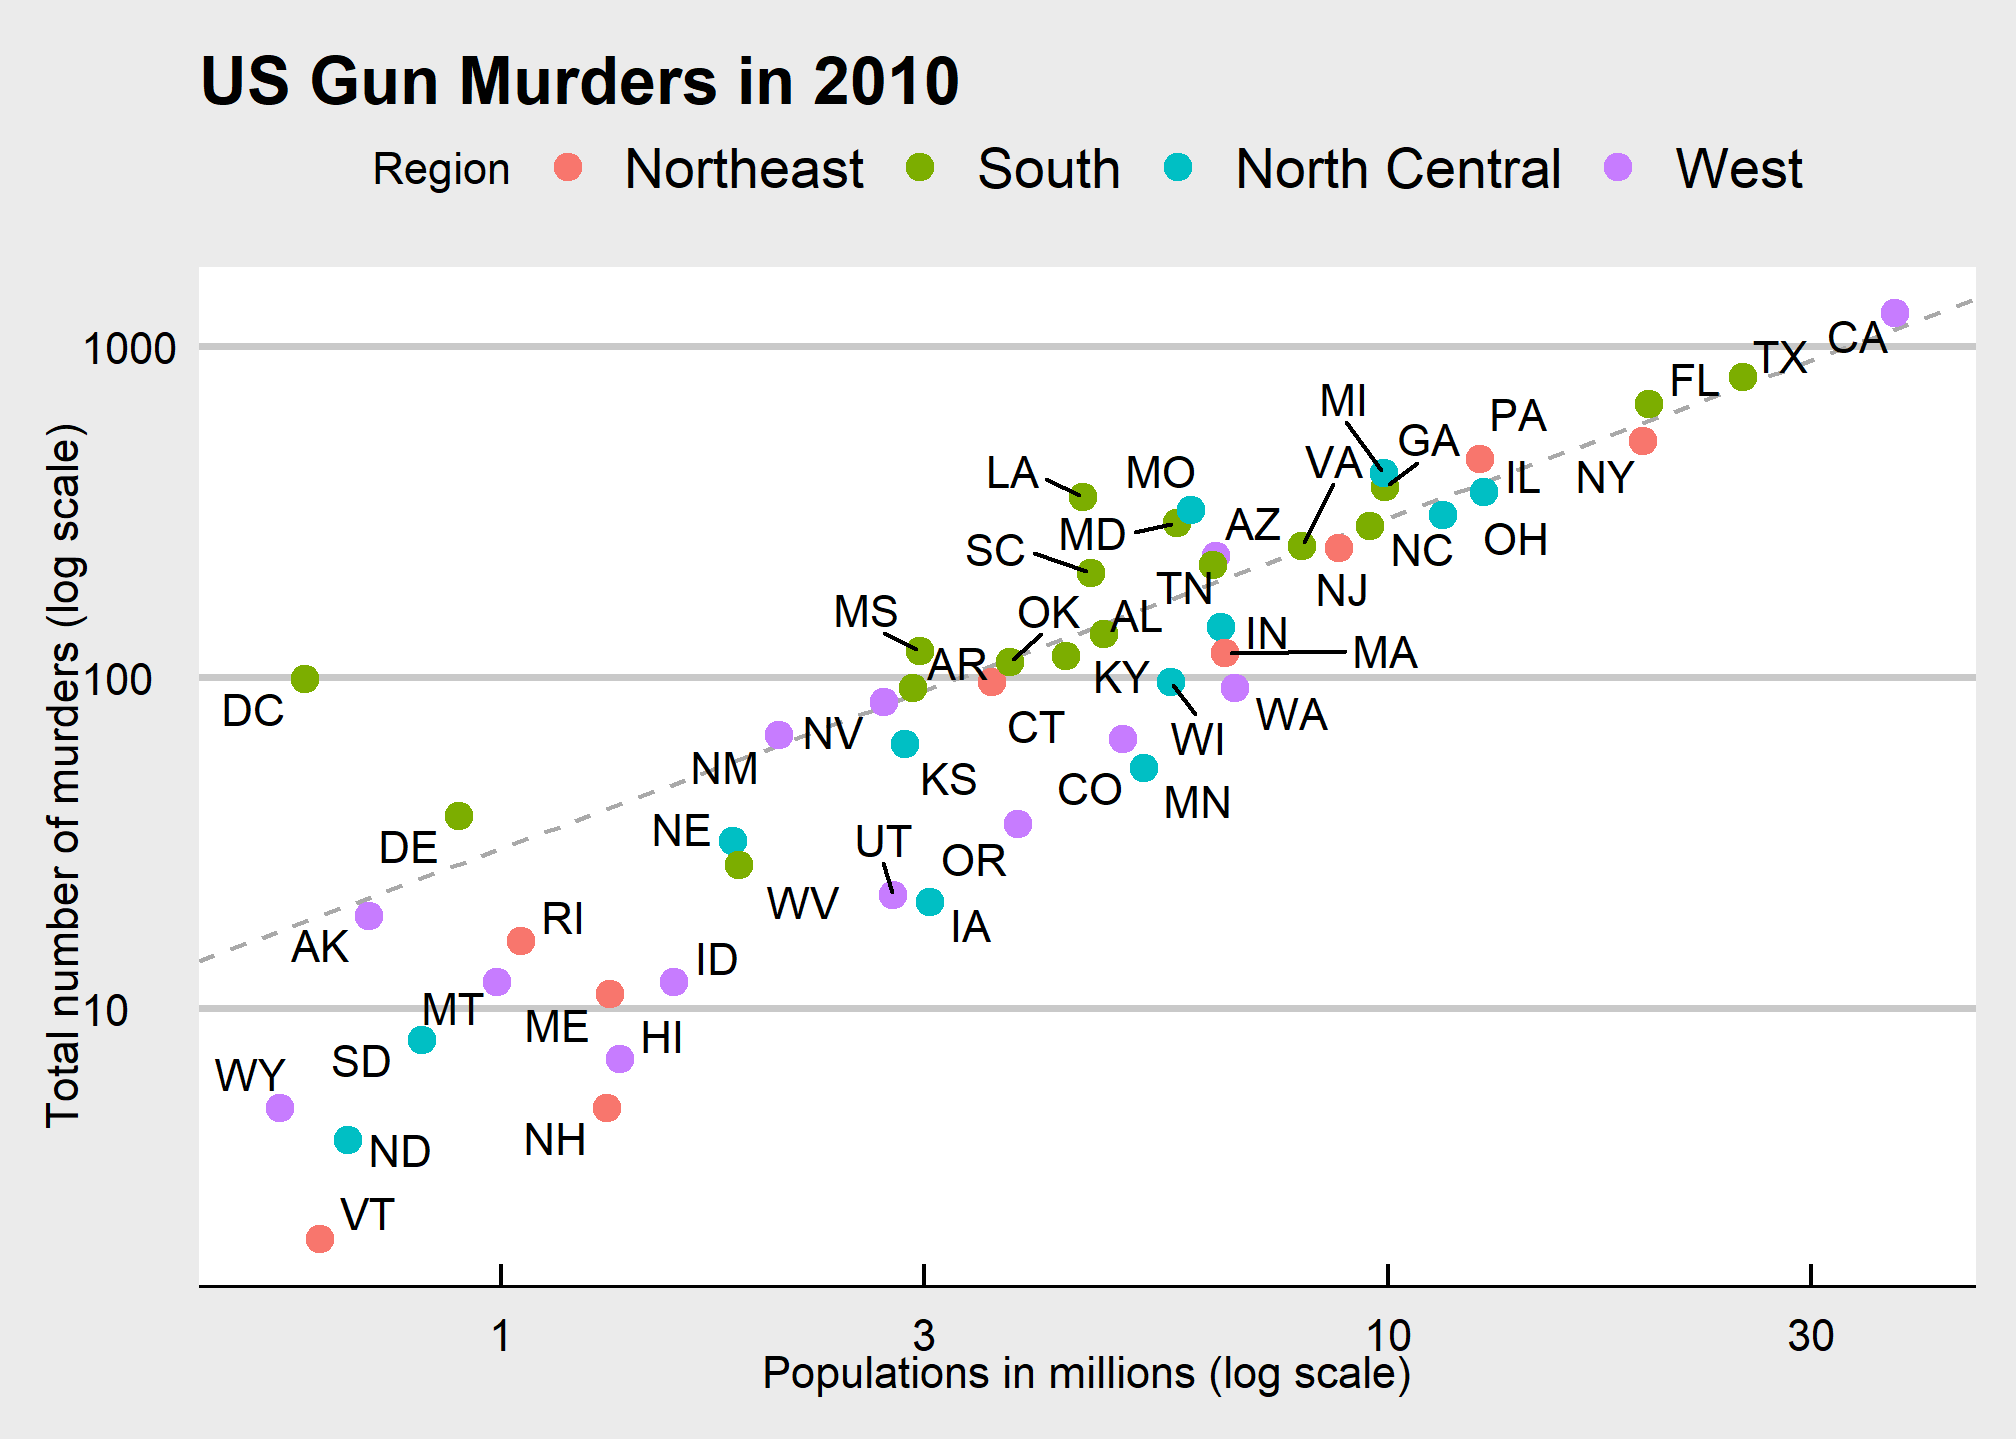 US Gun Murders in 2010
Region Northeast South North Central West
Total number of murders (log scale)
1000
100
10
CA
TX
FL
MI
PA
GA
VA
LA
MO
IL
NY
MD
AZ
SC
NC
OH
TN
NJ
MS
OK
AL
IN
MA
AR
KY
DC
WA
CT
NV
WI
NM
KS
CO
MN
NE
DE
UT
OR
WV
RI
IA
AK
ID
MT
ME
HI
SD
WY
NH
ND
VT
1 3 10 30
Populations in millions (log scale)